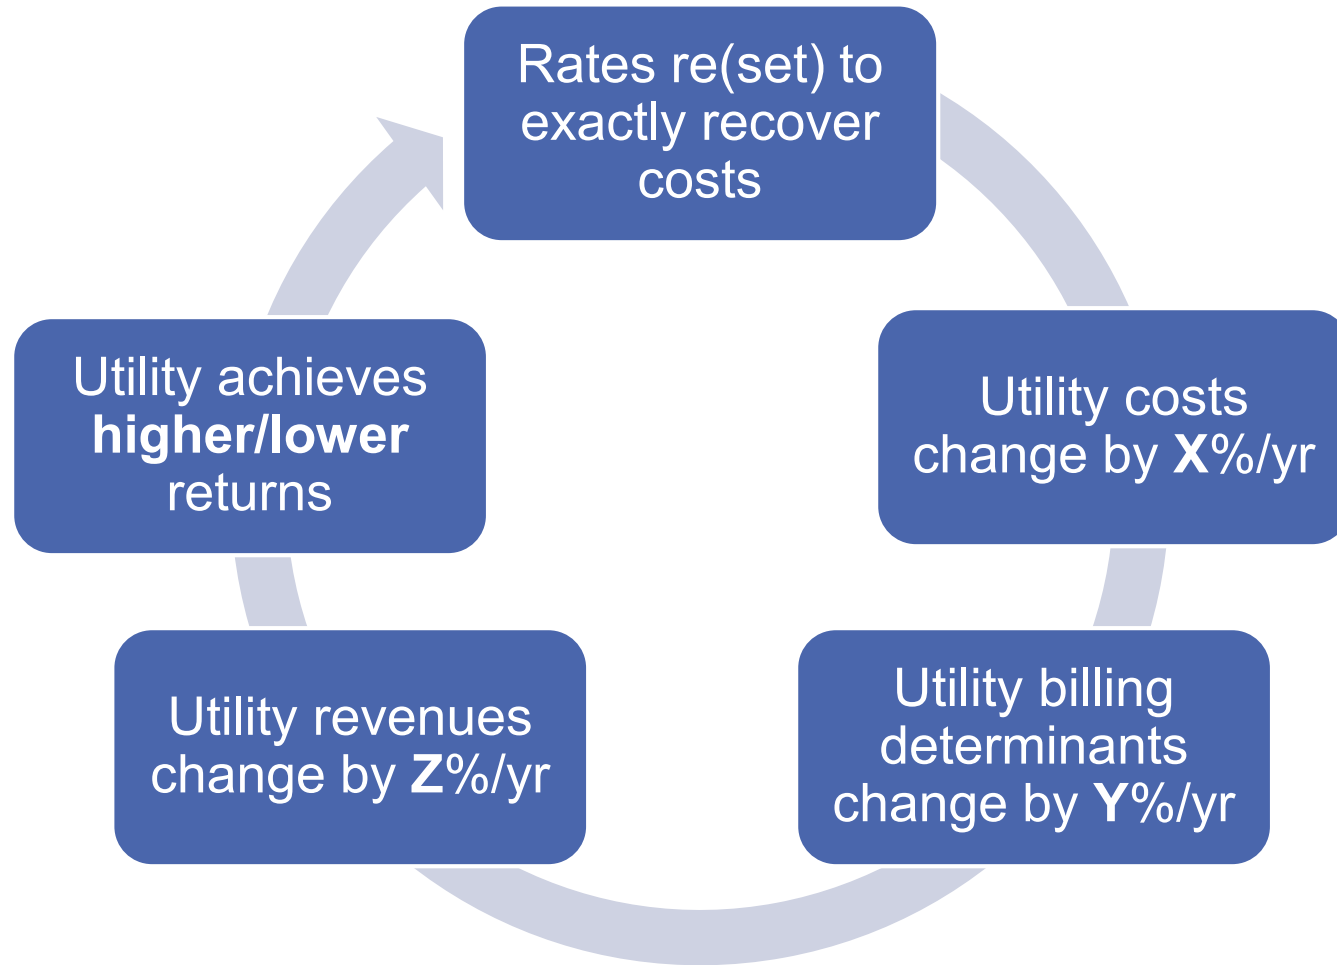 Rates re(set) to
exactly recover
costs
Utility costs
change by X%/yr
Utility billing
determinants
change by Y%/yr
Utility revenues
change by Z%/yr
Utility achieves
higher/lower
returns